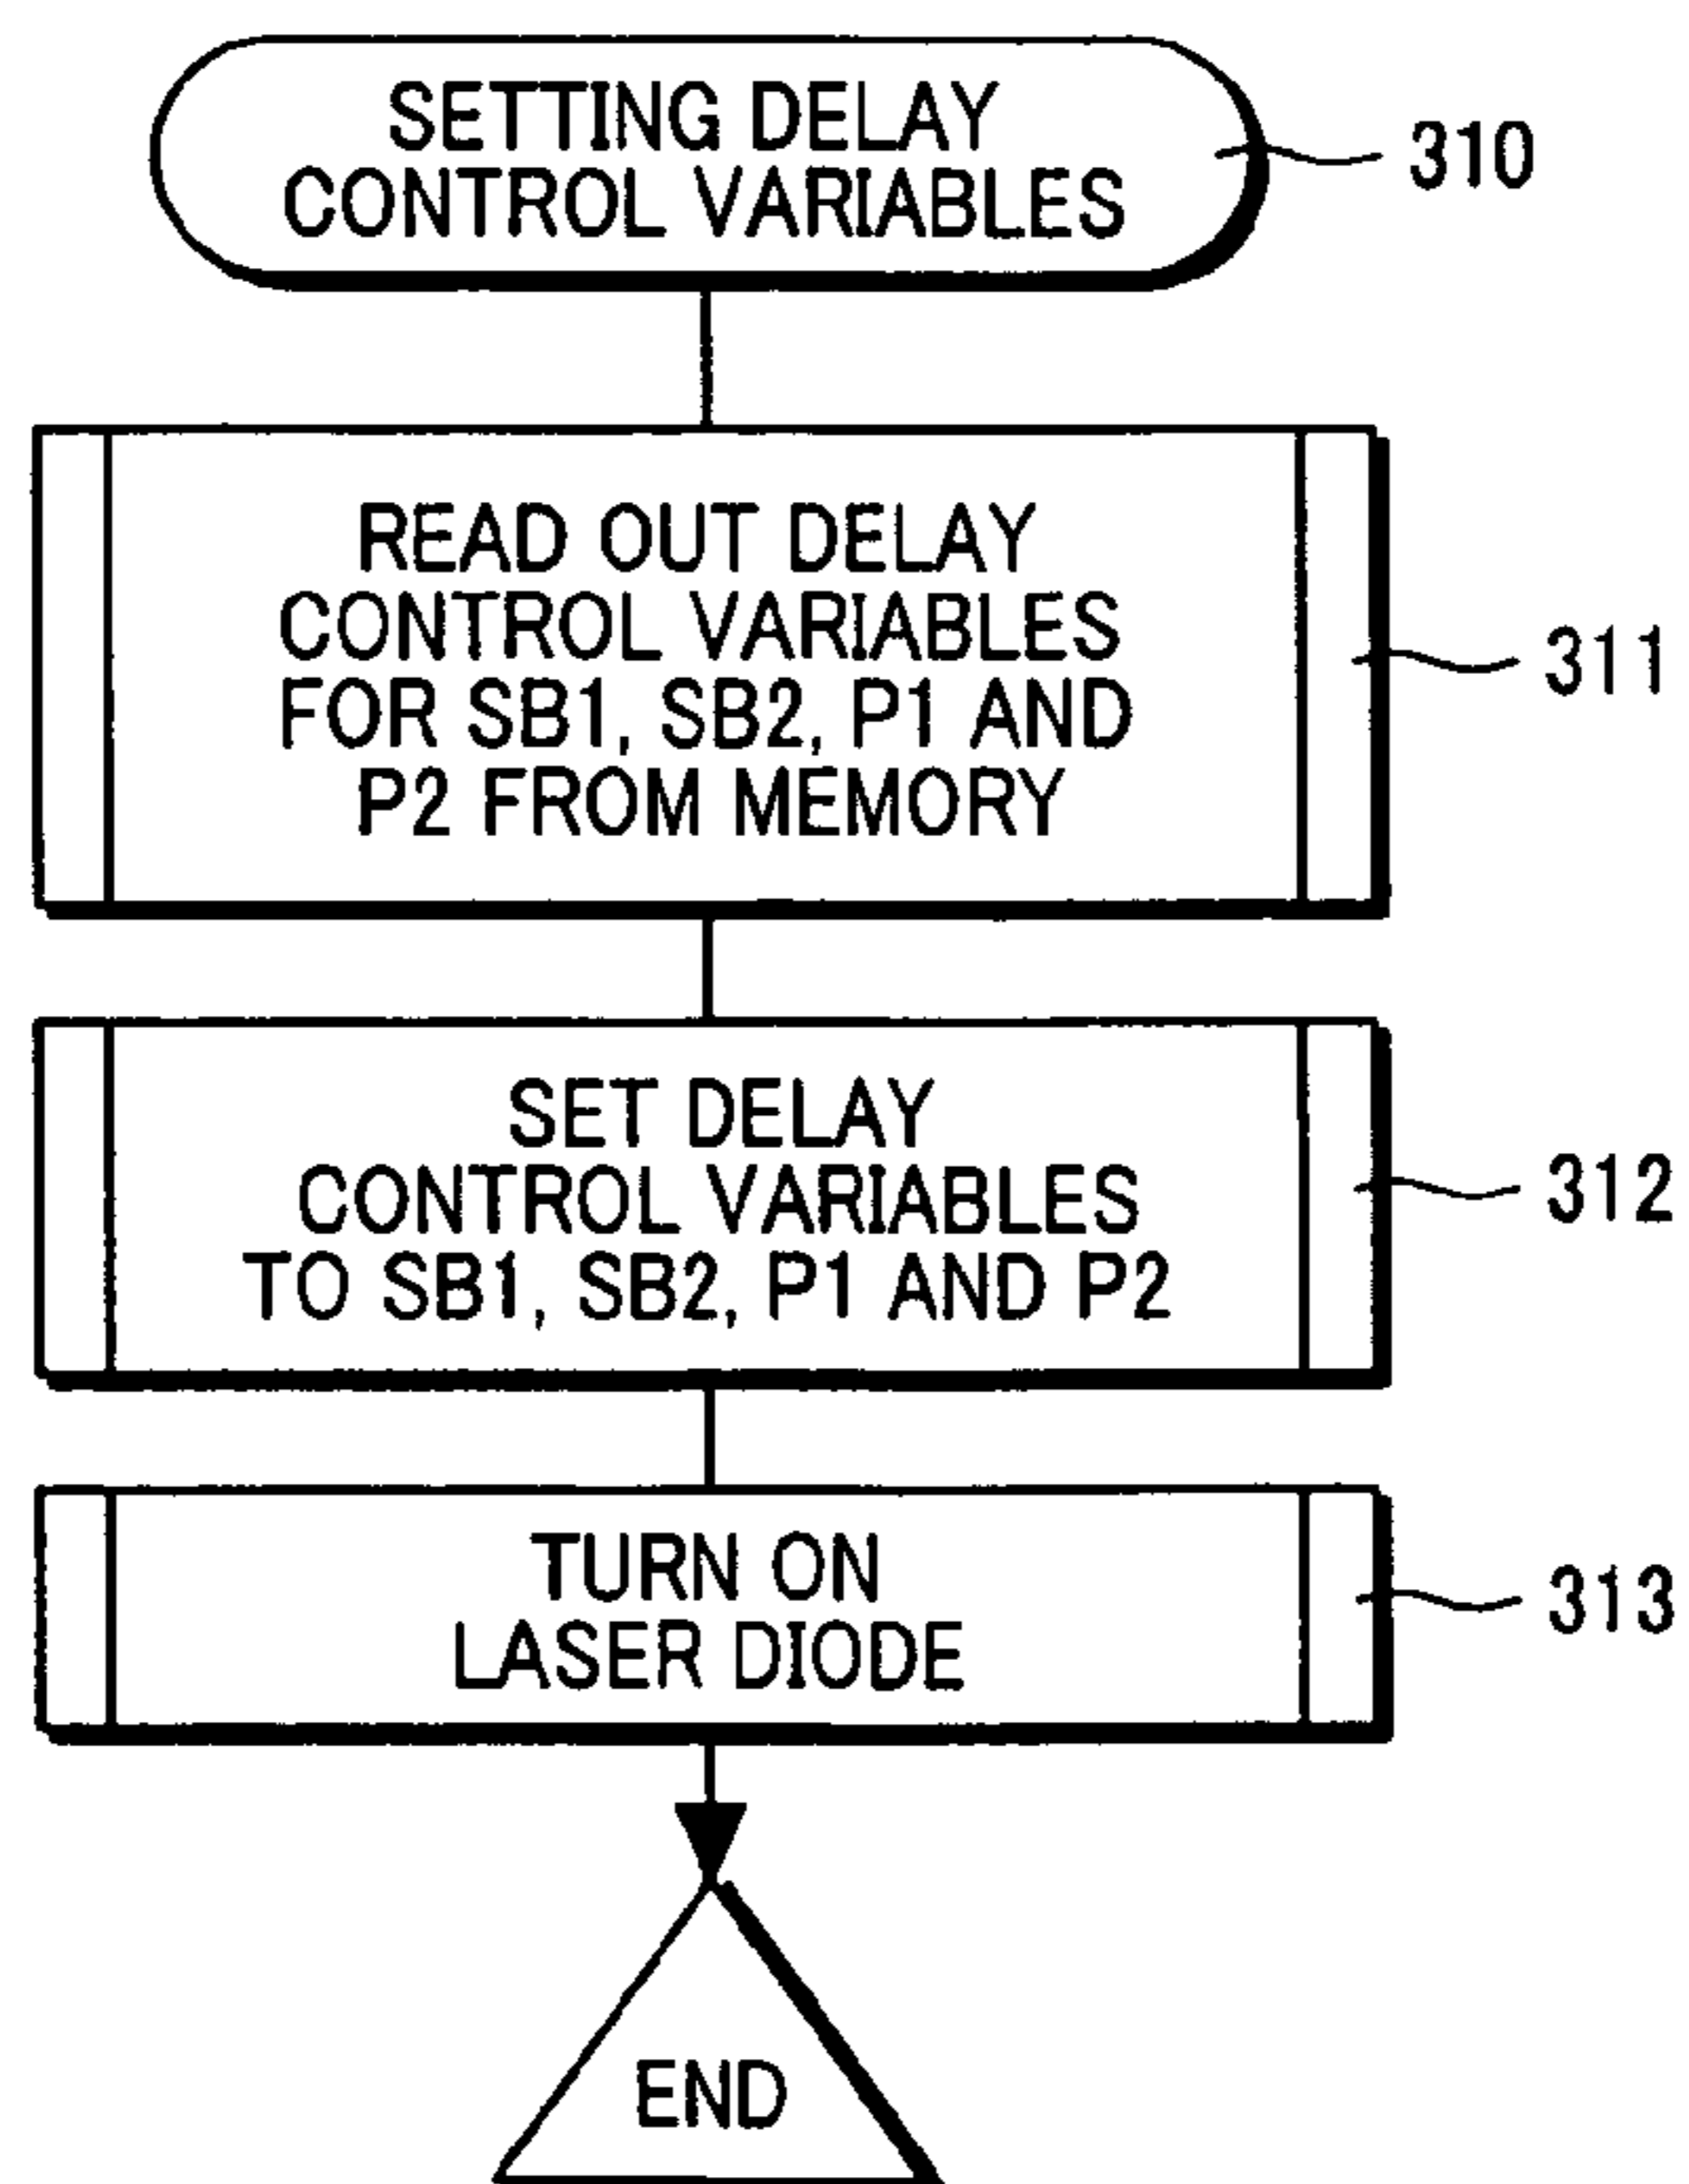 SETTING DELAY
CONTROL VARIABLES
310
READ OUT DELAY
CONTROL VARIABLES
FOR SB1, SB2, P1 AND
P2 FROM MEMORY
311
SET DELAY
CONTROL VARIABLES
TO SB1, SB2, P1 AND P2
312
TURN ON
LASER DIODE
313
END